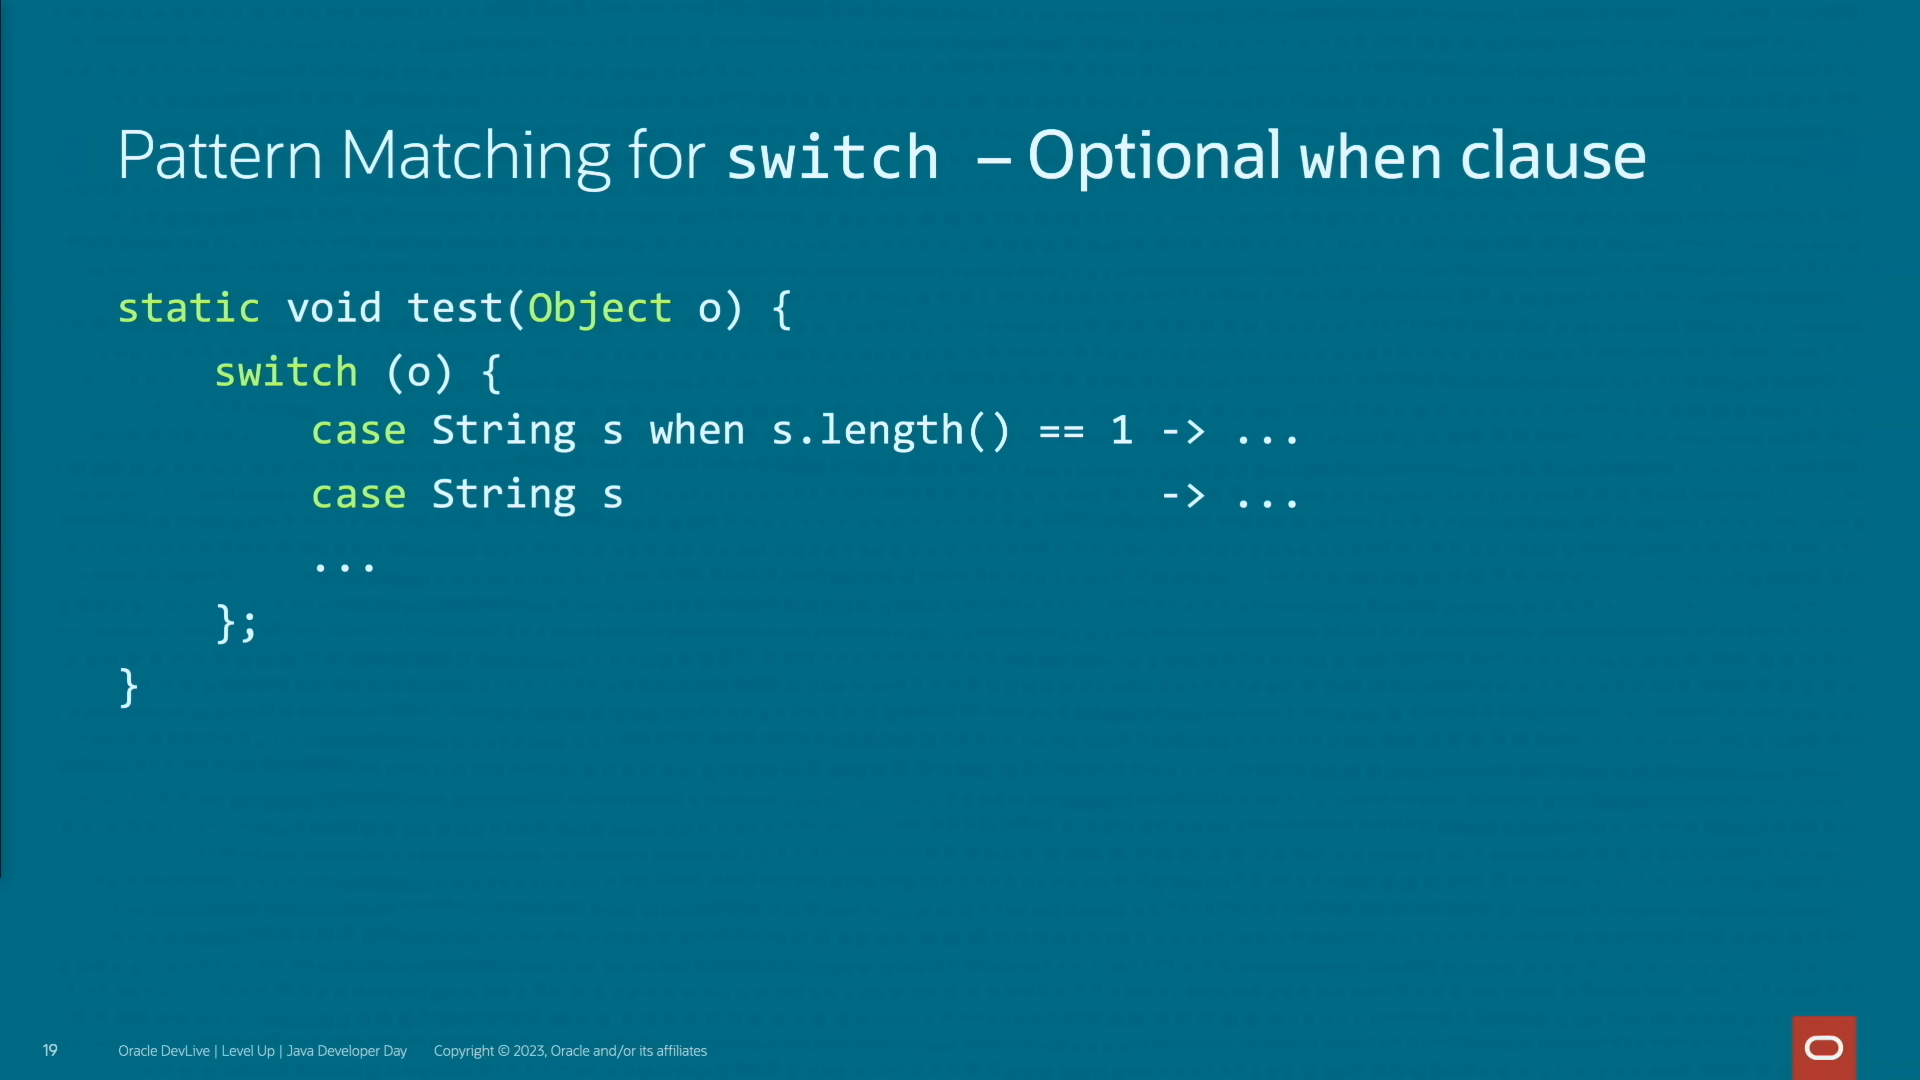 Pattern Matching for switch – Optional when clause
static void test(Object o) {
    switch (o) {
        case String s when s.length() == 1 -> ...
        case String s                      -> ...
        ...
    };
}
19 Oracle DevLive | Level Up | Java Developer Day Copyright © 2023, Oracle and/or its affiliates